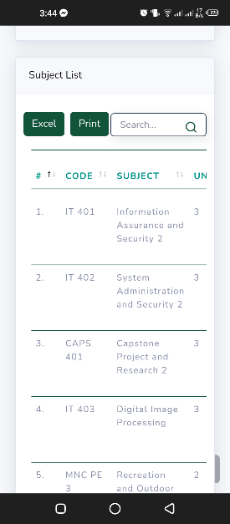 3:44
Subject List
Excel Print Search...
# CODE SUBJECT UN
1. IT 401 Information 3
Assurance and
Security 2
2. IT 402 System 3
Administration
and Security 2
3. CAPS Capstone 3
401 Project and
Research 2
4. IT 403 Digital Image 3
Processing
5. MNC PE Recreation 2
3 and Outdoor